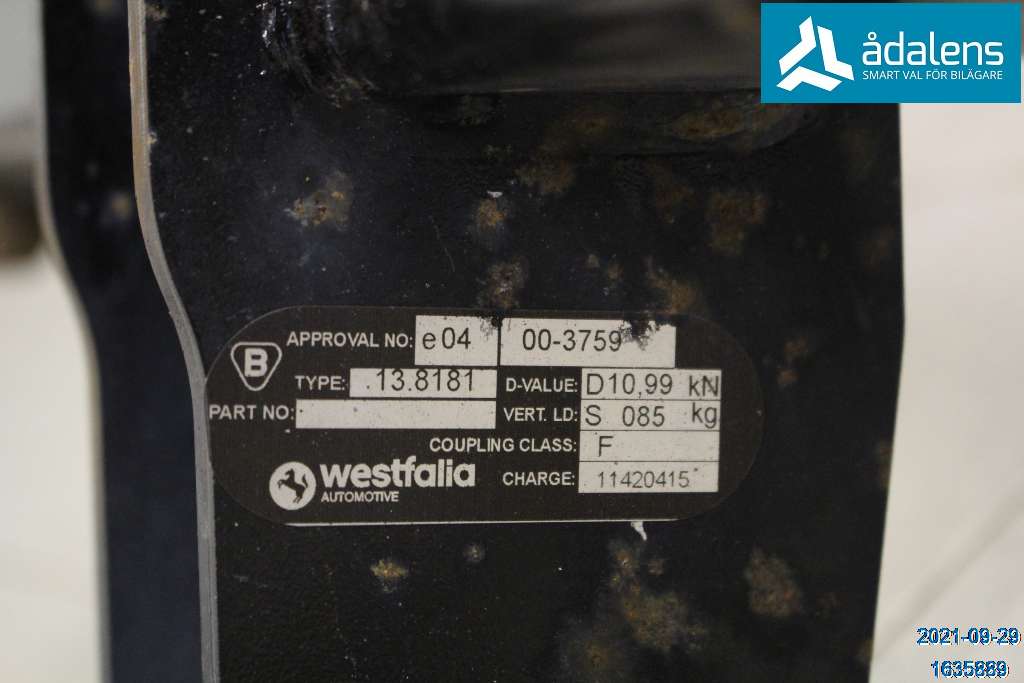 ådalens
SMART VAL FÖR BILÄGARE
APPROVAL NO: e04 00-3759
B
TYPE: 13.8181 D-VALUE: D10,99 kN
PART NO: VERT. LD: S 085 kg
COUPLING CLASS: F
westfalia
AUTOMOTIVE
CHARGE: 11420415
2021-09-29
1635889